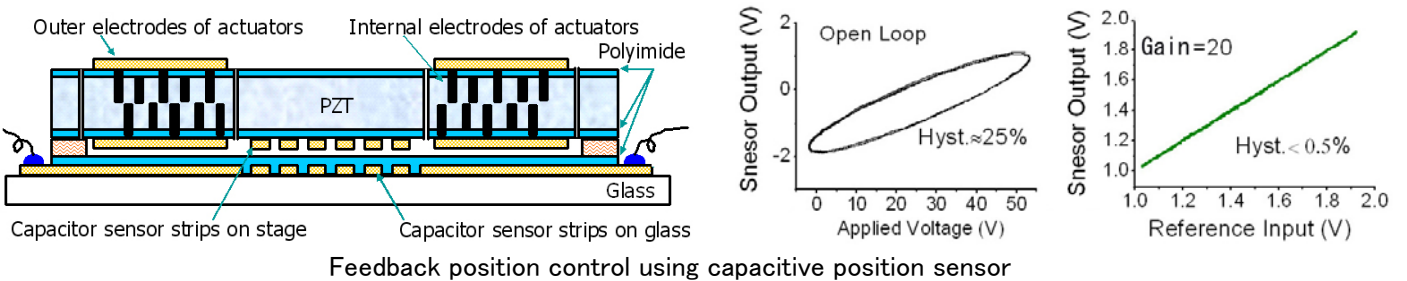 Outer electrodes of actuators
Internal electrodes of actuators
Polyimide
PZT
Glass
Capacitor sensor strips on stage
Capacitor sensor strips on glass
Snesor Output (V)
2
0
-2
Open Loop
Hyst.≈25%
0 10 20 30 40 50
Applied Voltage (V)
Snesor Output (V)
2.0
1.8
1.6
1.4
1.2
1.0
Gain=20
Hyst.< 0.5%
1.0 1.2 1.4 1.6 1.8 2.0
Reference Input (V)
Feedback position control using capacitive position sensor